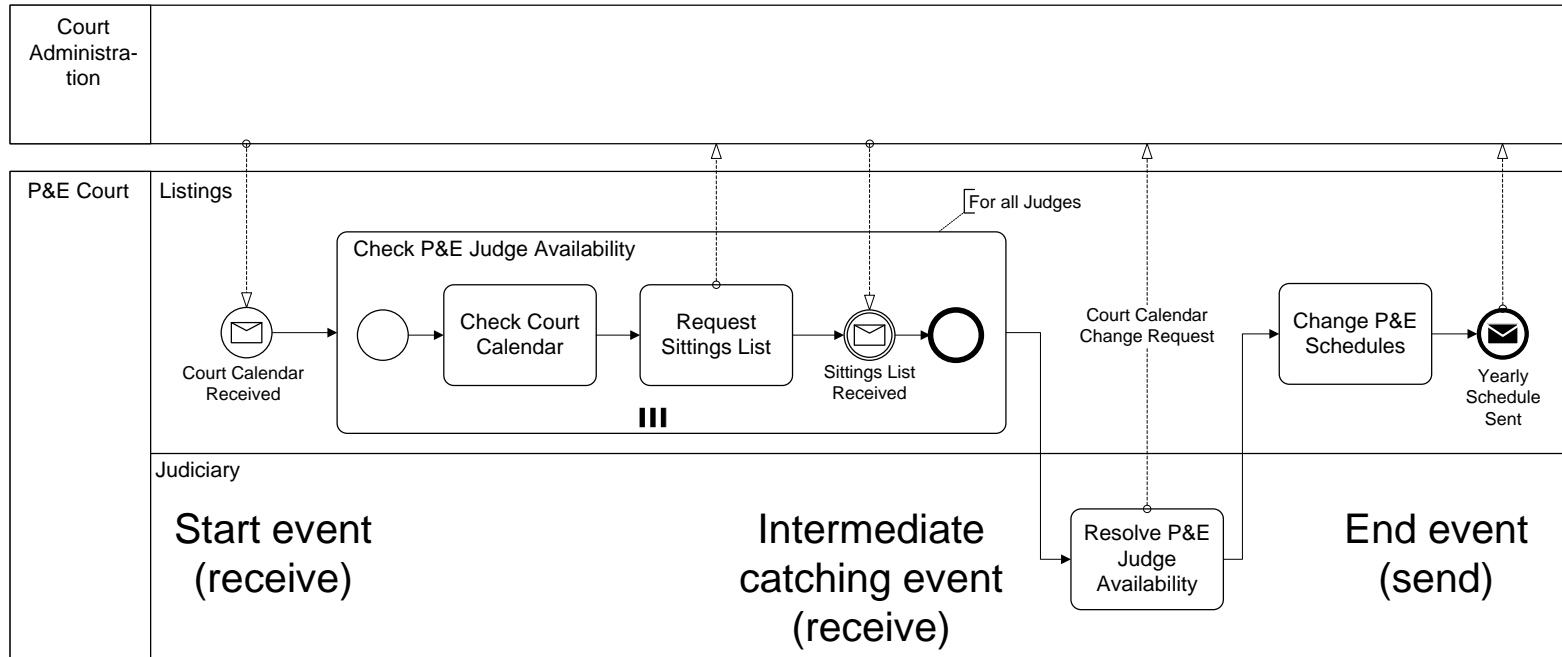 Court
Administra-
tion
P&E Court
Listings
For all Judges
Check P&E Judge Availability
Check Court
Calendar
Request
Sittings List
Court Calendar
Received
Sittings List
Received
Court Calendar
Change Request
Change P&E
Schedules
Yearly
Schedule
Sent
Judiciary
Start event
(receive)
Intermediate
catching event
(receive)
Resolve P&E
Judge
Availability
End event
(send)